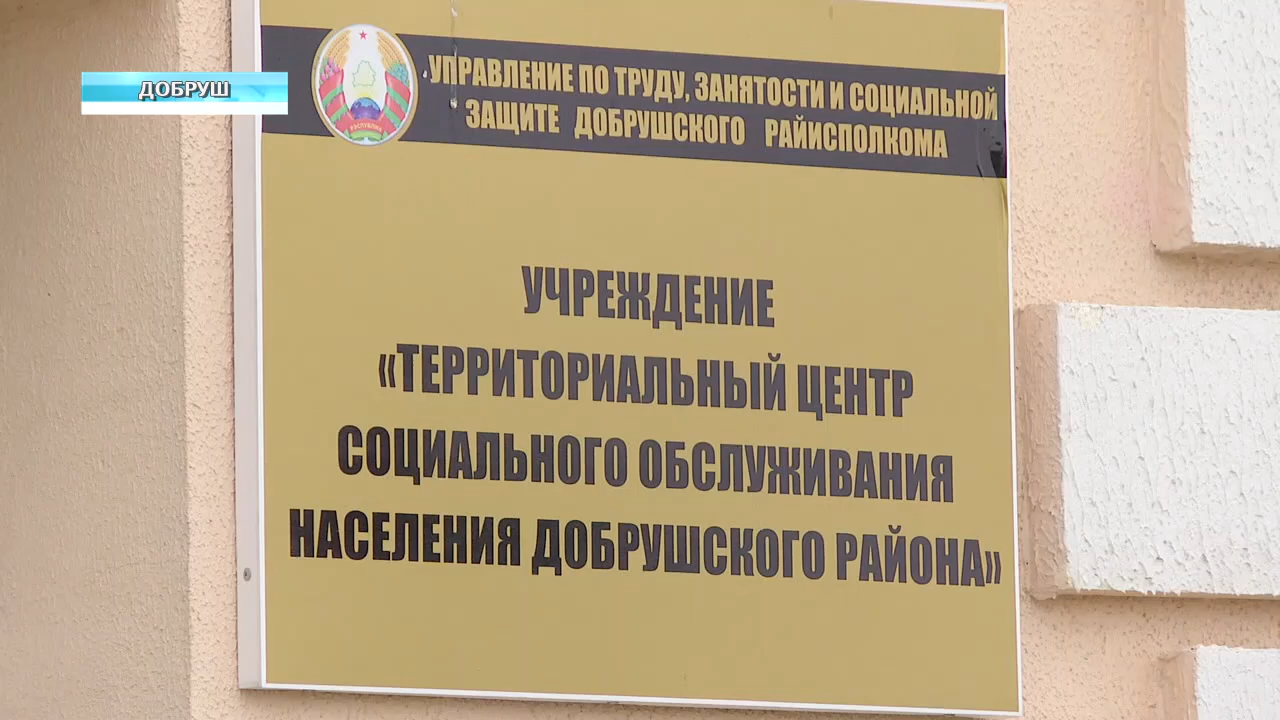 ДОБРУШ
УПРАВЛЕНИЕ ПО ТРУДУ, ЗАНЯТОСТИ И СОЦИАЛЬНОЙ
ЗАЩИТЕ ДОБРУШСКОГО РАЙИСПОЛКОМА
УЧРЕЖДЕНИЕ
«ТЕРРИТОРИАЛЬНЫЙ ЦЕНТР
СОЦИАЛЬНОГО ОБСЛУЖИВАНИЯ
НАСЕЛЕНИЯ ДОБРУШСКОГО РАЙОНА»